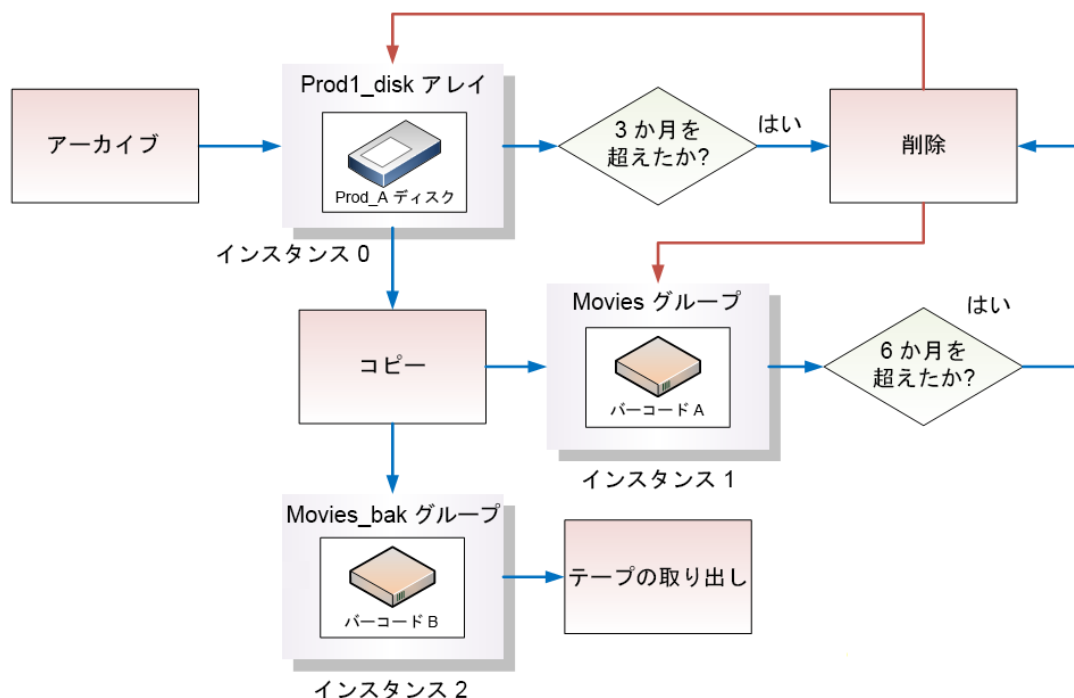 Prod1_disk アレイ
アーカイブ
Prod_A ディスク
3 か月を
超えたか?
はい
削除
インスタンス 0
コピー
Movies グループ
バーコード A
はい
6 か月を
超えたか?
インスタンス 1
Movies_bak グループ
バーコード B
テープの取り出し
インスタンス 2